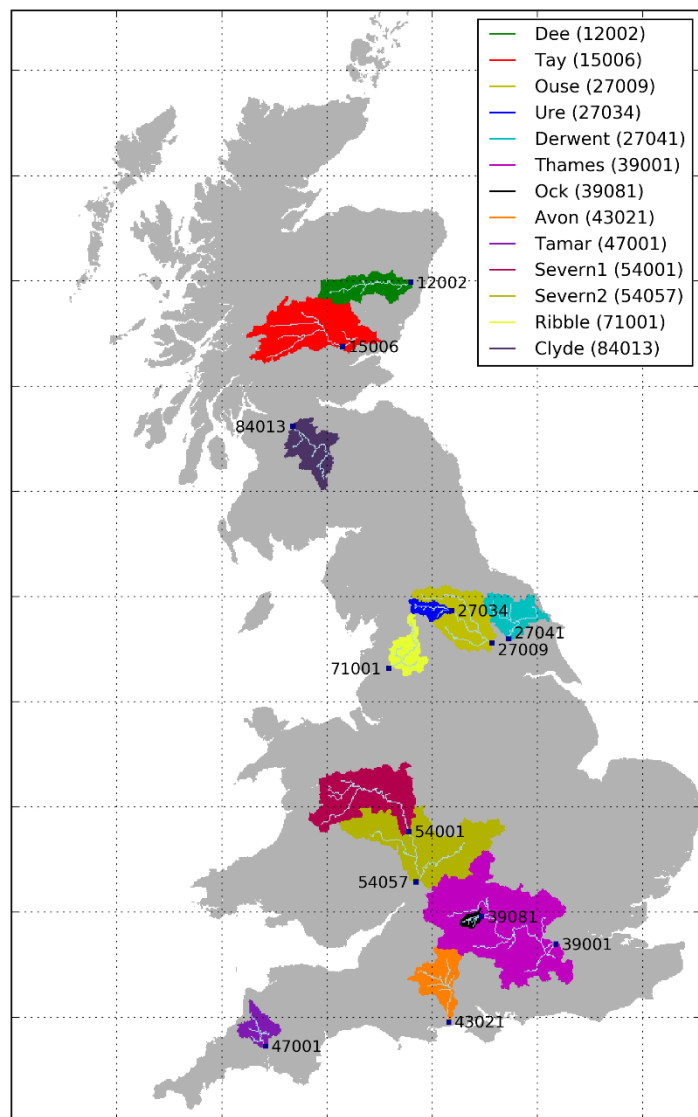 Dee (12002)
Tay (15006)
Ouse (27009)
Ure (27034)
Derwent (27041)
Thames (39001)
Ock (39081)
Avon (43021)
Tamar (47001)
Severn1 (54001)
Severn2 (54057)
Ribble (71001)
Clyde (84013)
12002
15006
84013
27034
27041
27009
71001
54001
54057
39081
39001
43021
47001